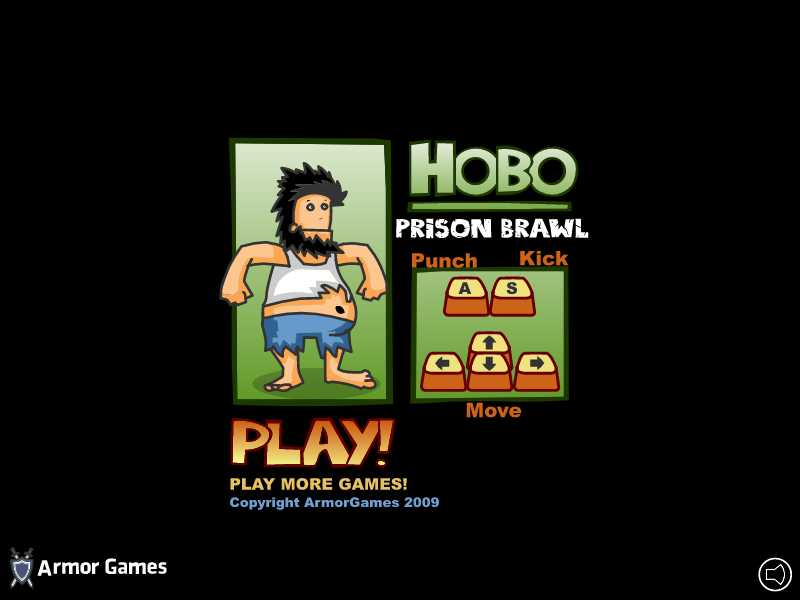 HOBO
PRISON BRAWL
Punch Kick
A S
Move
PLAY!
PLAY MORE GAMES!
Copyright ArmorGames 2009
Armor Games